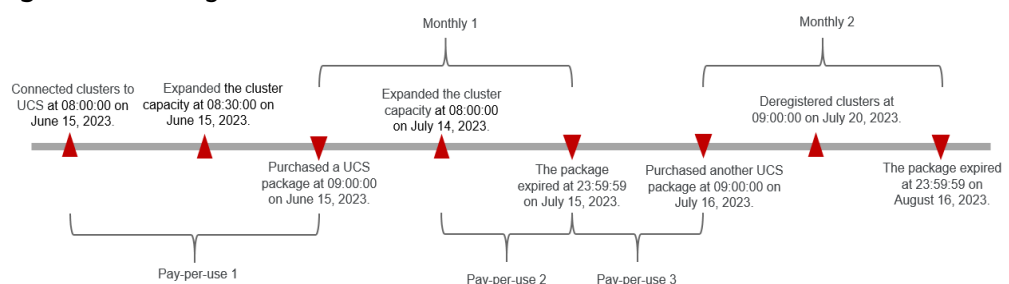 Monthly 1
Monthly 2
Connected clusters to
UCS at 08:00:00 on
June 15, 2023.
Expanded the cluster
capacity at 08:30:00 on
June 15, 2023.
Expanded the cluster
capacity at 08:00:00
on July 14, 2023.
Deregistered clusters at
09:00:00 on July 20, 2023.
Purchased a UCS
package at 09:00:00
on June 15, 2023.
The package
expired at 23:59:59
on July 15, 2023.
Purchased another UCS
package at 09:00:00 on
July 16, 2023.
The package expired
at 23:59:59 on
August 16, 2023.
Pay-per-use 1
Pay-per-use 2
Pay-per-use 3